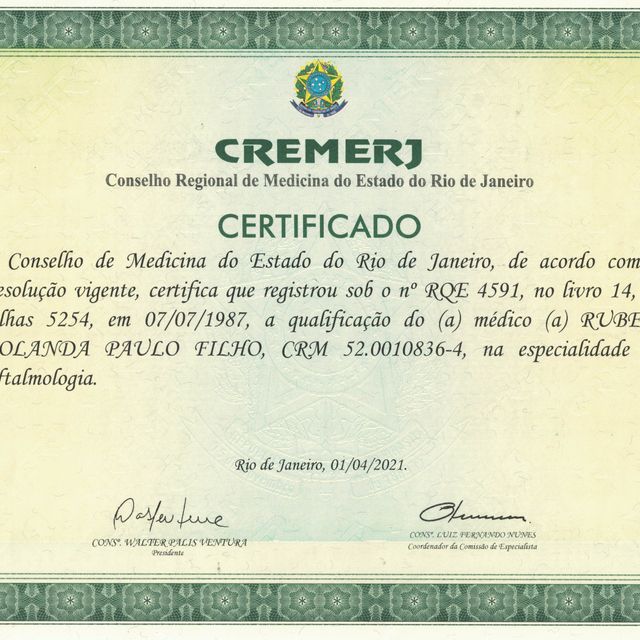 CREMERJ
Conselho Regional de Medicina do Estado do Rio de Janeiro
CERTIFICADO
Conselho de Medicina do Estado do Rio de Janeiro, de acordo com
esolução vigente, certifica que registrou sob o nº RQE 4591, no livro 14,
lhas 5254, em 07/07/1987, a qualificação do (a) médico (a) RUBE
OLANDA PAULO FILHO, CRM 52.0010836-4, na especialidade
ftalmologia.
Rio de Janeiro, 01/04/2021.
CONSº. WALTER PALIS VENTURA
Presidente
CONSº. LUIZ FERNANDO NUNES
Coordenador da Comissão de Especialista